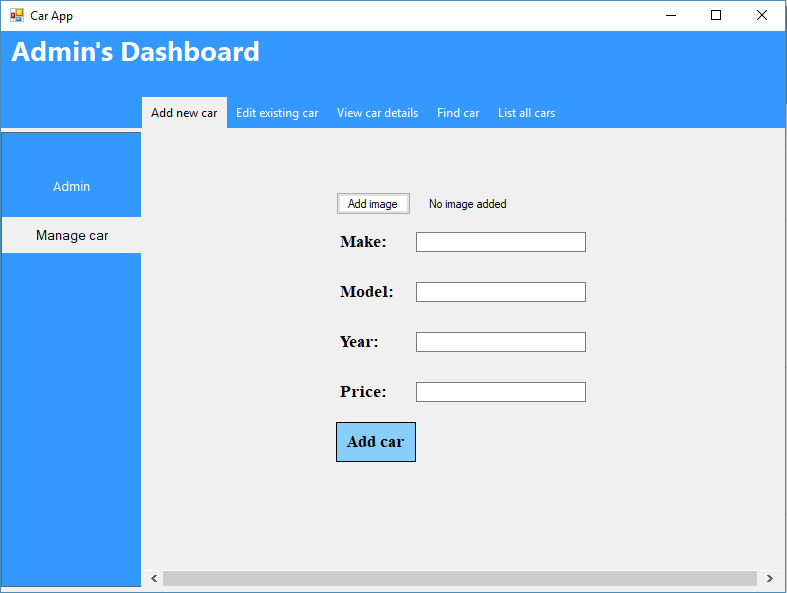 Car App
Admin's Dashboard
Add new car Edit existing car View car details Find car List all cars
Admin
Manage car
Add image No image added
Make:
Model:
Year:
Price:
Add car